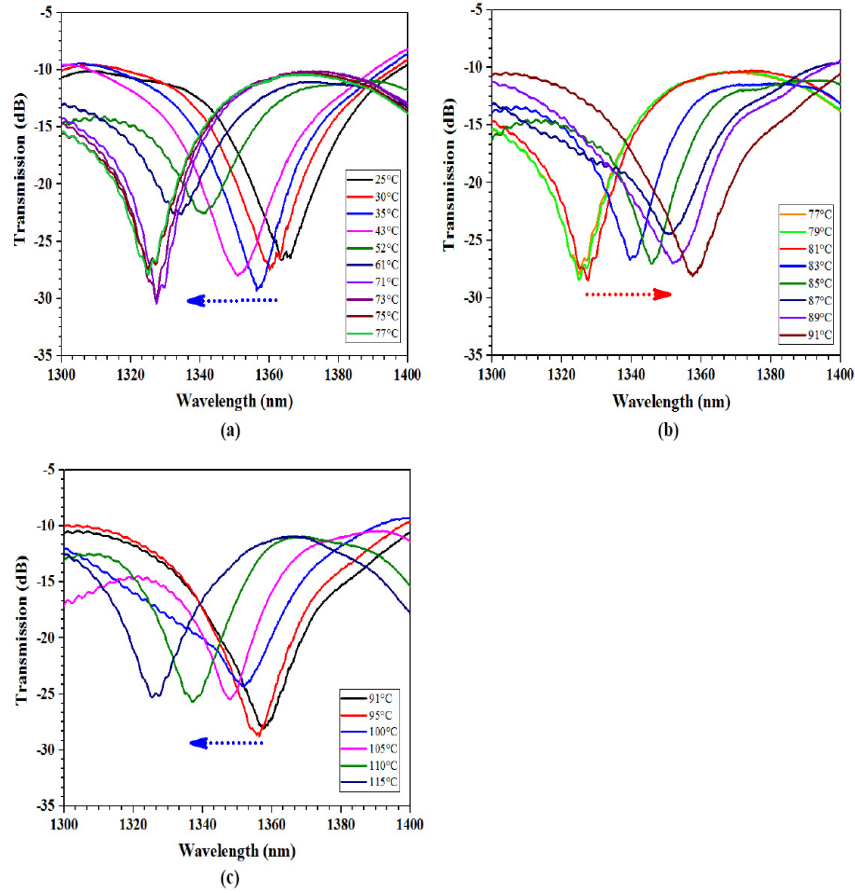 -5
-10
-15
-20
-25
-30
-35
Transmission (dB)
1300 1320 1340 1360 1380 1400
Wavelength (nm)
25°C
30°C
35°C
43°C
52°C
61°C
71°C
73°C
75°C
77°C
(a)
-5
-10
-15
-20
-25
-30
-35
Transmission (dB)
1300 1320 1340 1360 1380 1400
Wavelength (nm)
77°C
79°C
81°C
83°C
85°C
87°C
89°C
91°C
(b)
-5
-10
-15
-20
-25
-30
-35
Transmission (dB)
1300 1320 1340 1360 1380 1400
Wavelength (nm)
91°C
95°C
100°C
105°C
110°C
115°C
(c)